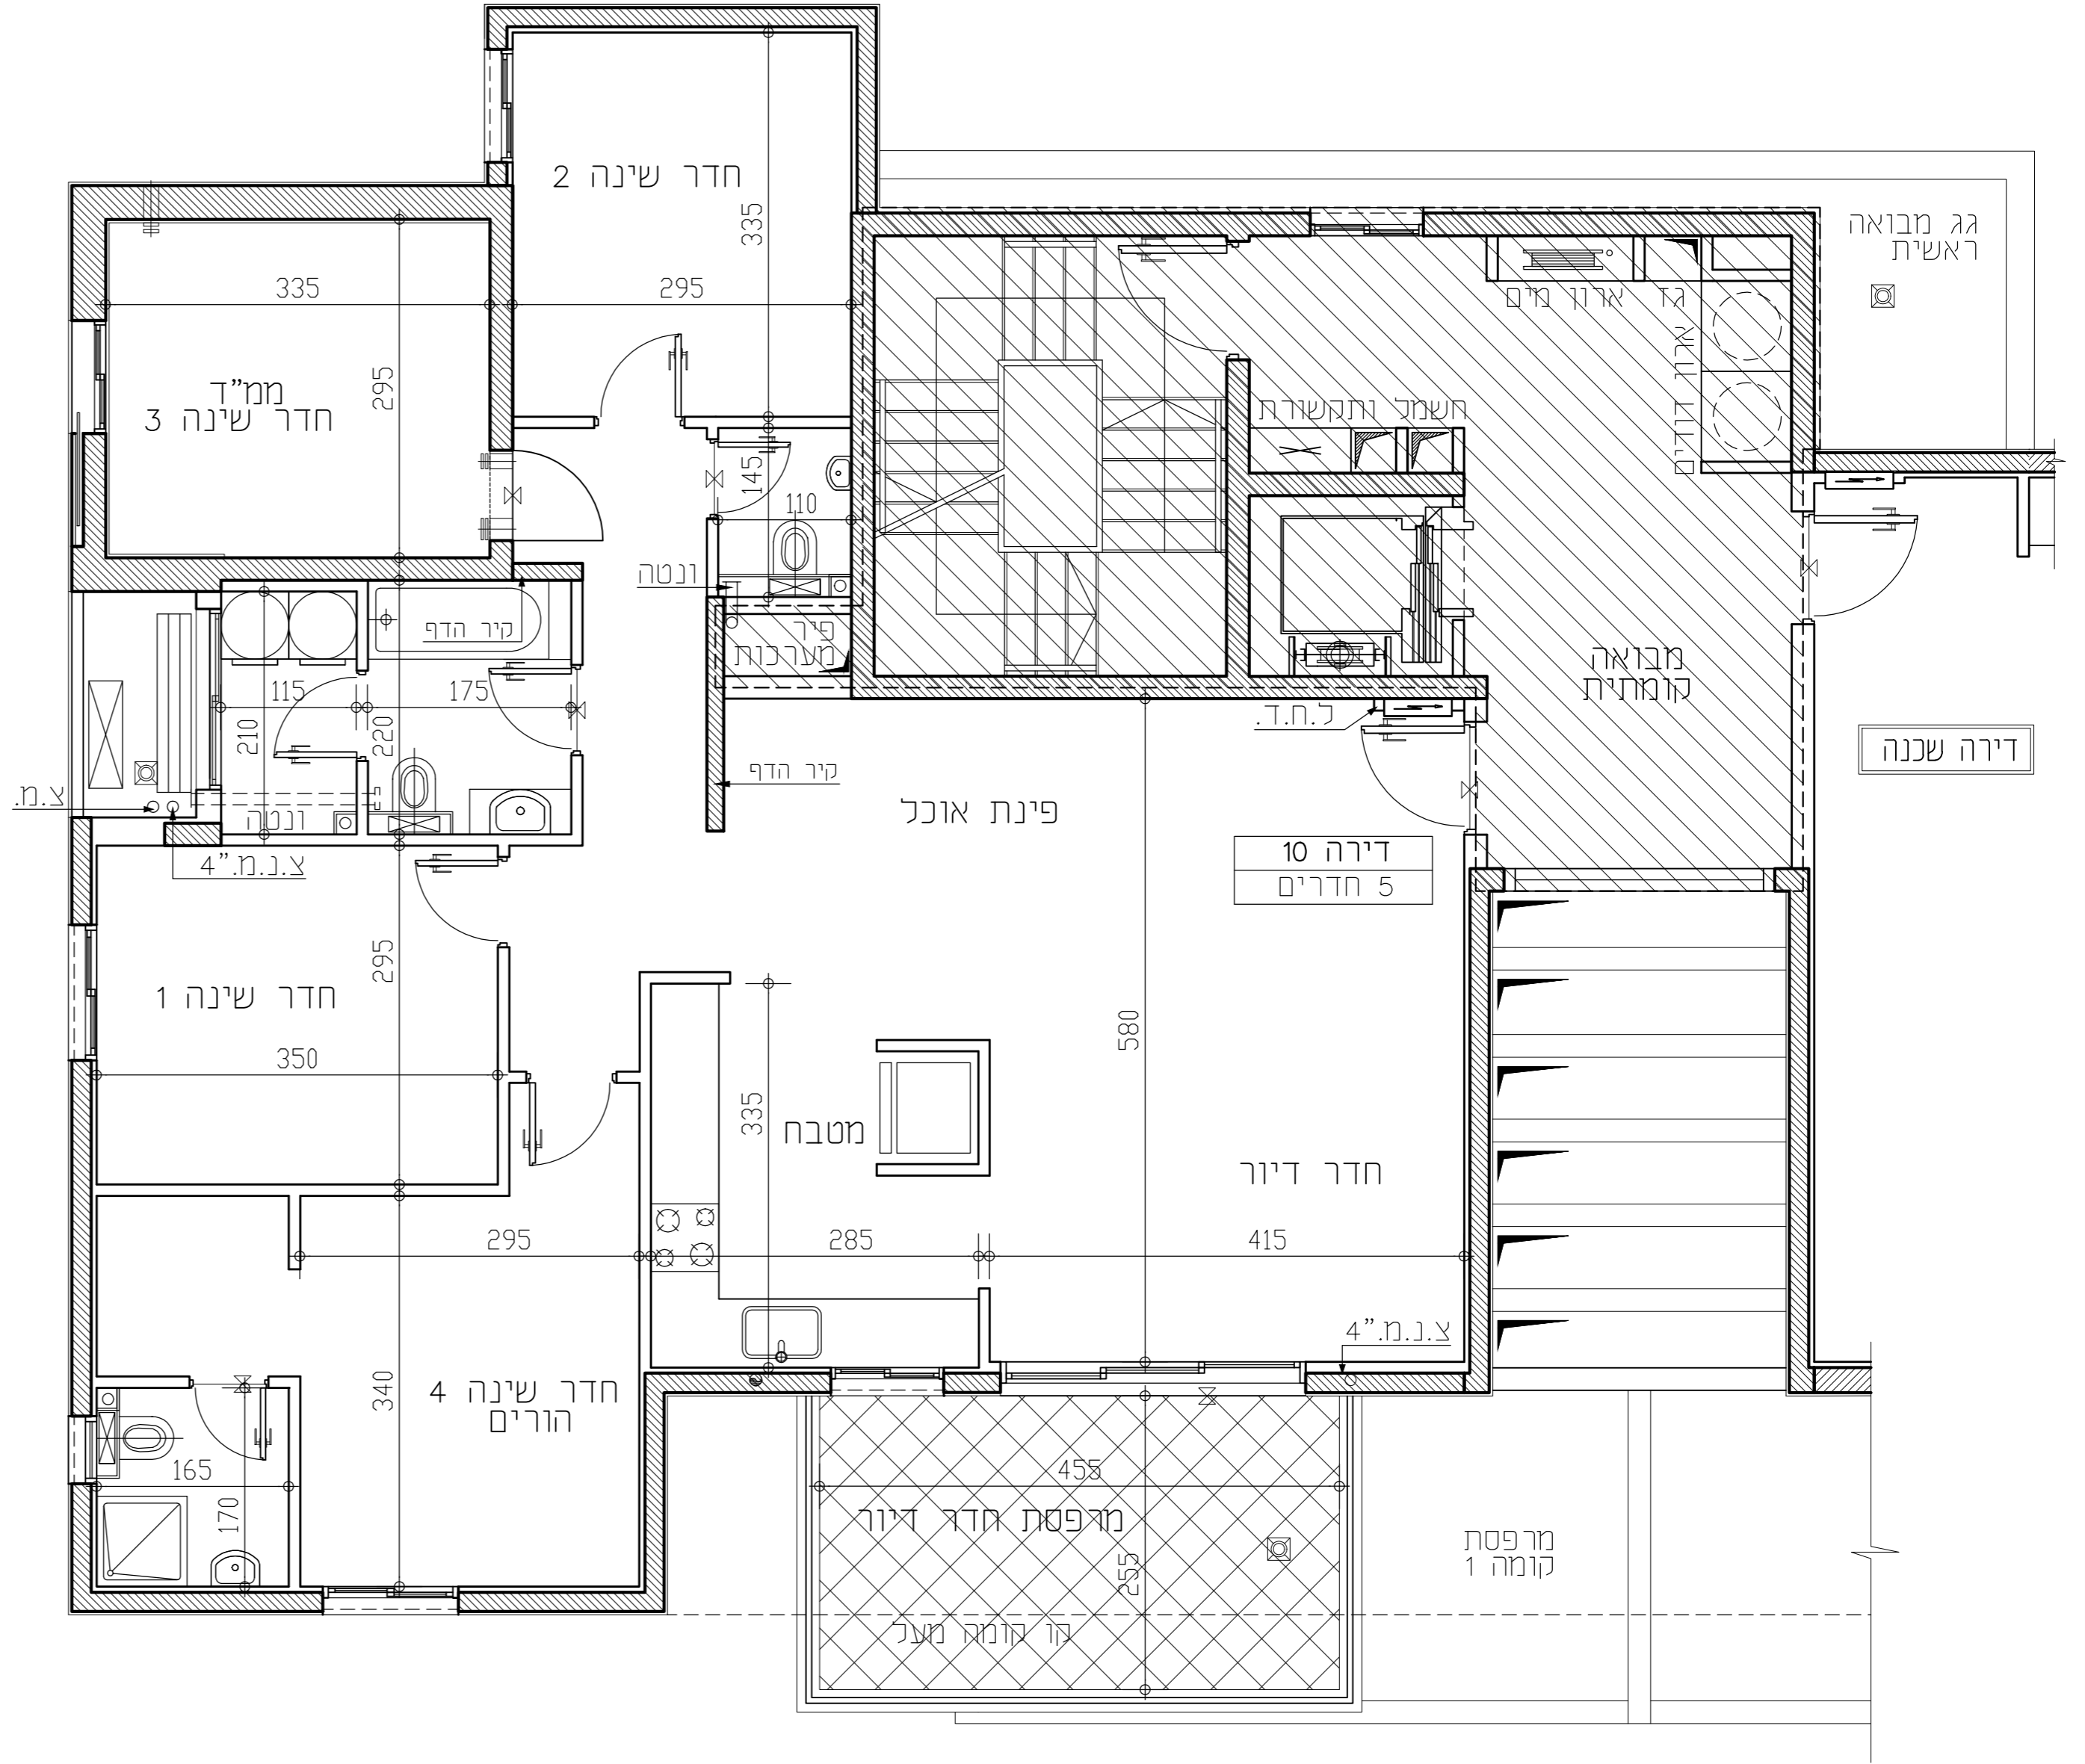 חדר שינה 2
335
295
גג מבואה
ראשית
335
295
ממ"ד
חדר שינה 3
גז ארון מים
ארון דודים
חשמל ותקשורת
145
110
ונטה
פיר
מערכות
קיר הדף
115
175
210
220
צ.מ.
ונטה
צ.נ.מ. "4
קיר הדף
ל.ח.ד.
מבואה
קומתית
דירה שכנה
פינת אוכל
דירה 10
5 חדרים
295
חדר שינה 1
350
580
335
מטבח
חדר דיור
295
285
415
צ.נ.מ. "4
340
חדר שינה 4
הורים
165
170
455
מרפסת חדר דיור
255
קו קומה מעל
מרפסת
קומה 1